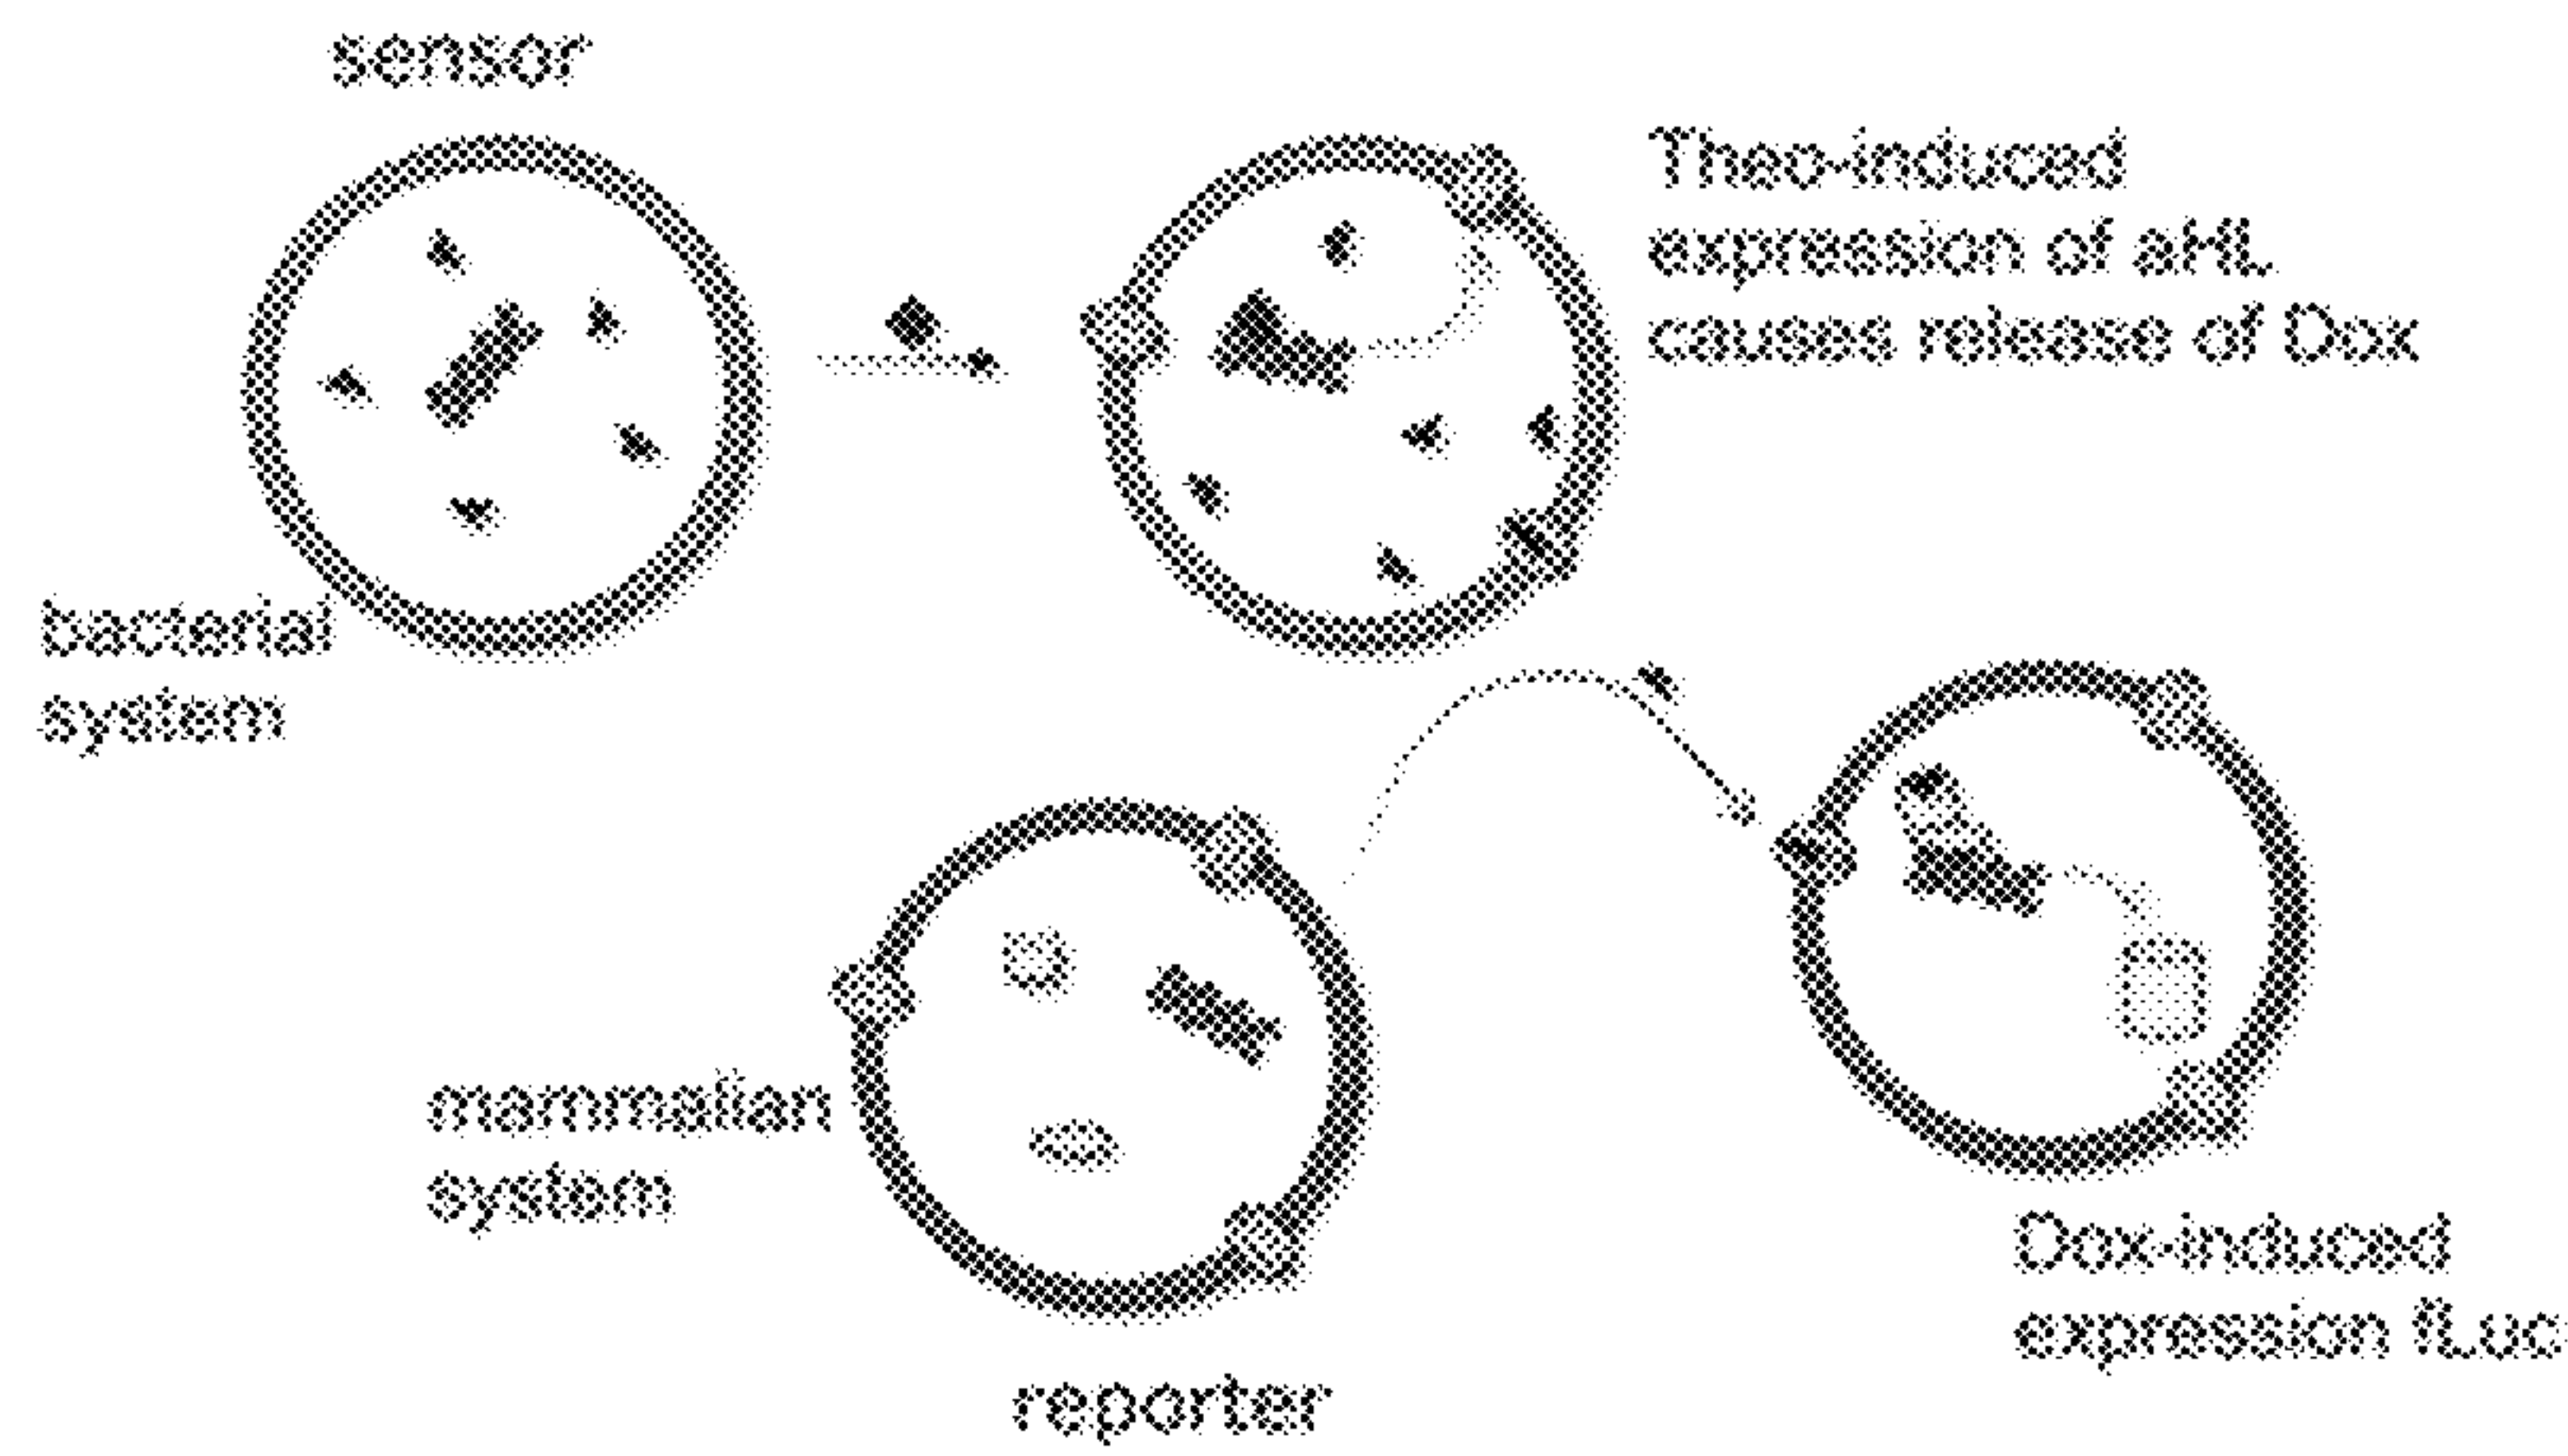 sensor
Theo-induced
expression of aHL
causes release of Dox
bacterial
system
mammalian
system
Dox-induced
expression fLuc
reporter